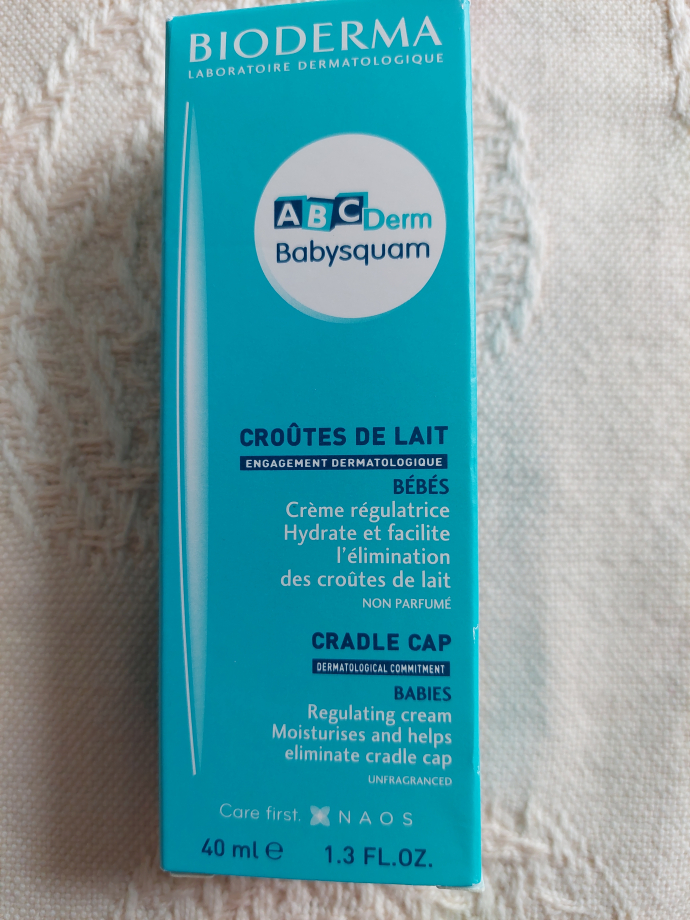 BIODERMA
LABORATOIRE DERMATOLOGIQUE
ABCDerm
Babysquam
CROÛTES DE LAIT
ENGAGEMENT DERMATOLOGIQUE
BÉBÉS
Crème régulatrice
Hydrate et facilite
l'élimination
des croûtes de lait
NON PARFUMÉ
CRADLE CAP
DERMATOLOGICAL COMMITMENT
BABIES
Regulating cream
Moisturises and helps
eliminate cradle cap
UNFRAGRANCED
Care first. NAOS
40 ml ℮ 1.3 FL.OZ.